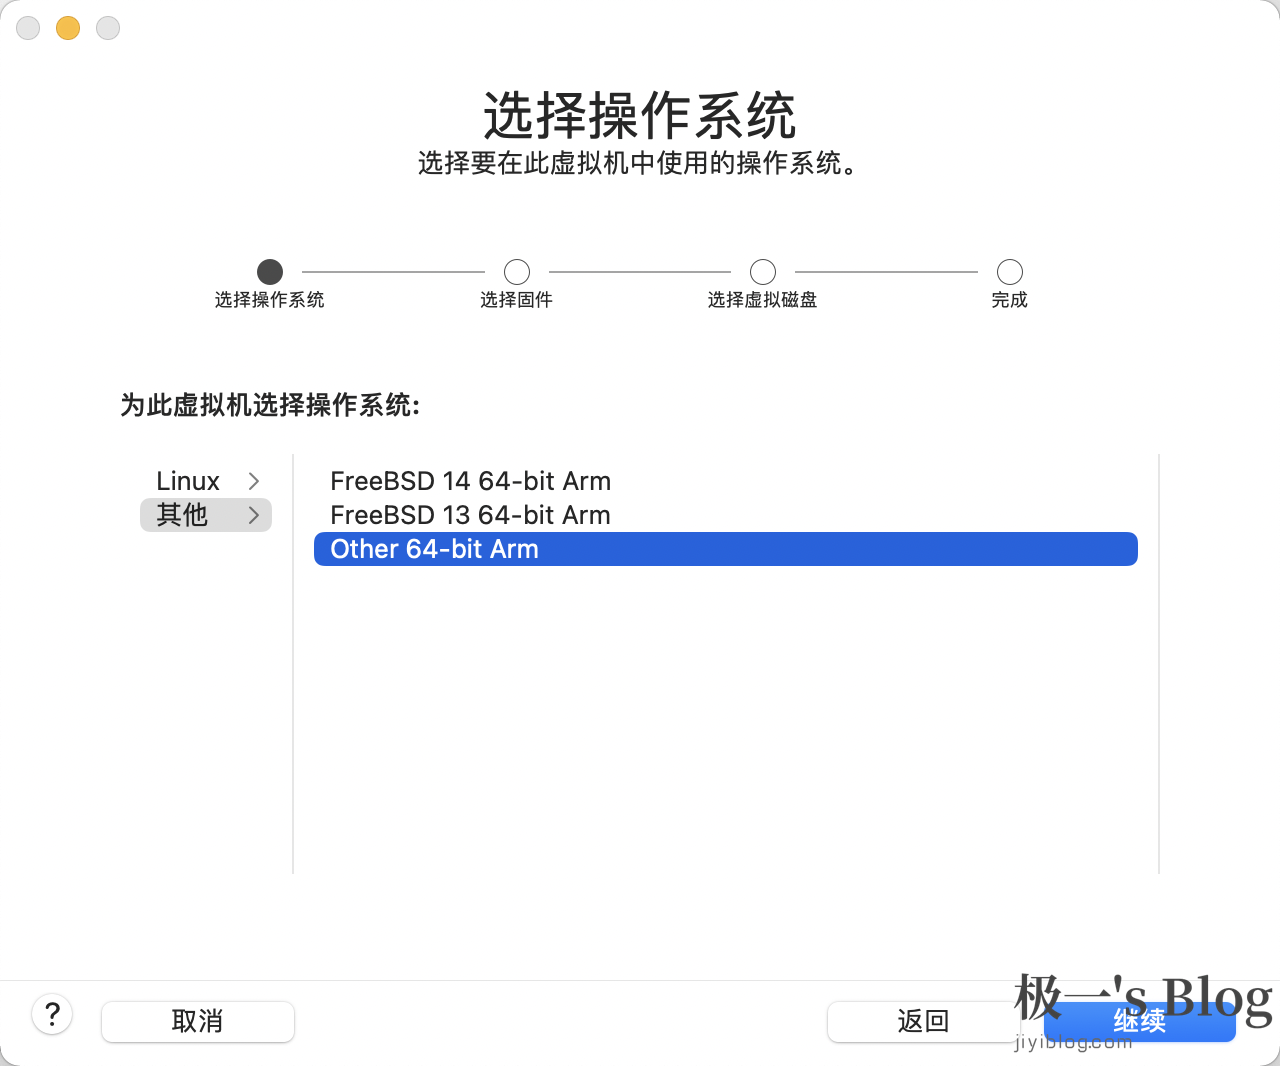 选择操作系统
选择要在此虚拟机中使用的操作系统。
选择操作系统
选择固件
选择虚拟磁盘
完成
为此虚拟机选择操作系统:
Linux
其他
FreeBSD 14 64-bit Arm
FreeBSD 13 64-bit Arm
Other 64-bit Arm
?
取消
返回
继续
极一's Blog
jiyiblog.com